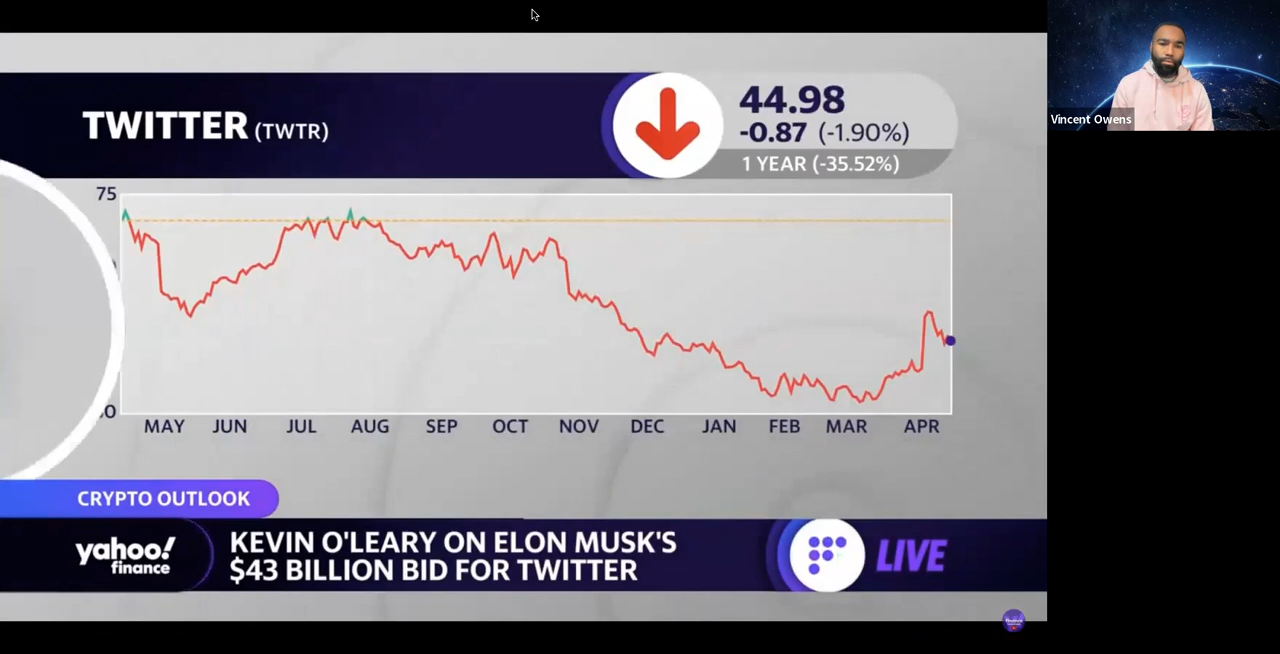 TWITTER (TWTR)
44.98
-0.87 (-1.90%)
1 YEAR (-35.52%)
75
MAY JUN JUL AUG SEP OCT NOV DEC JAN FEB MAR APR
CRYPTO OUTLOOK
yahoo!
finance
KEVIN O'LEARY ON ELON MUSK'S
$43 BILLION BID FOR TWITTER
LIVE
Vincent Owens